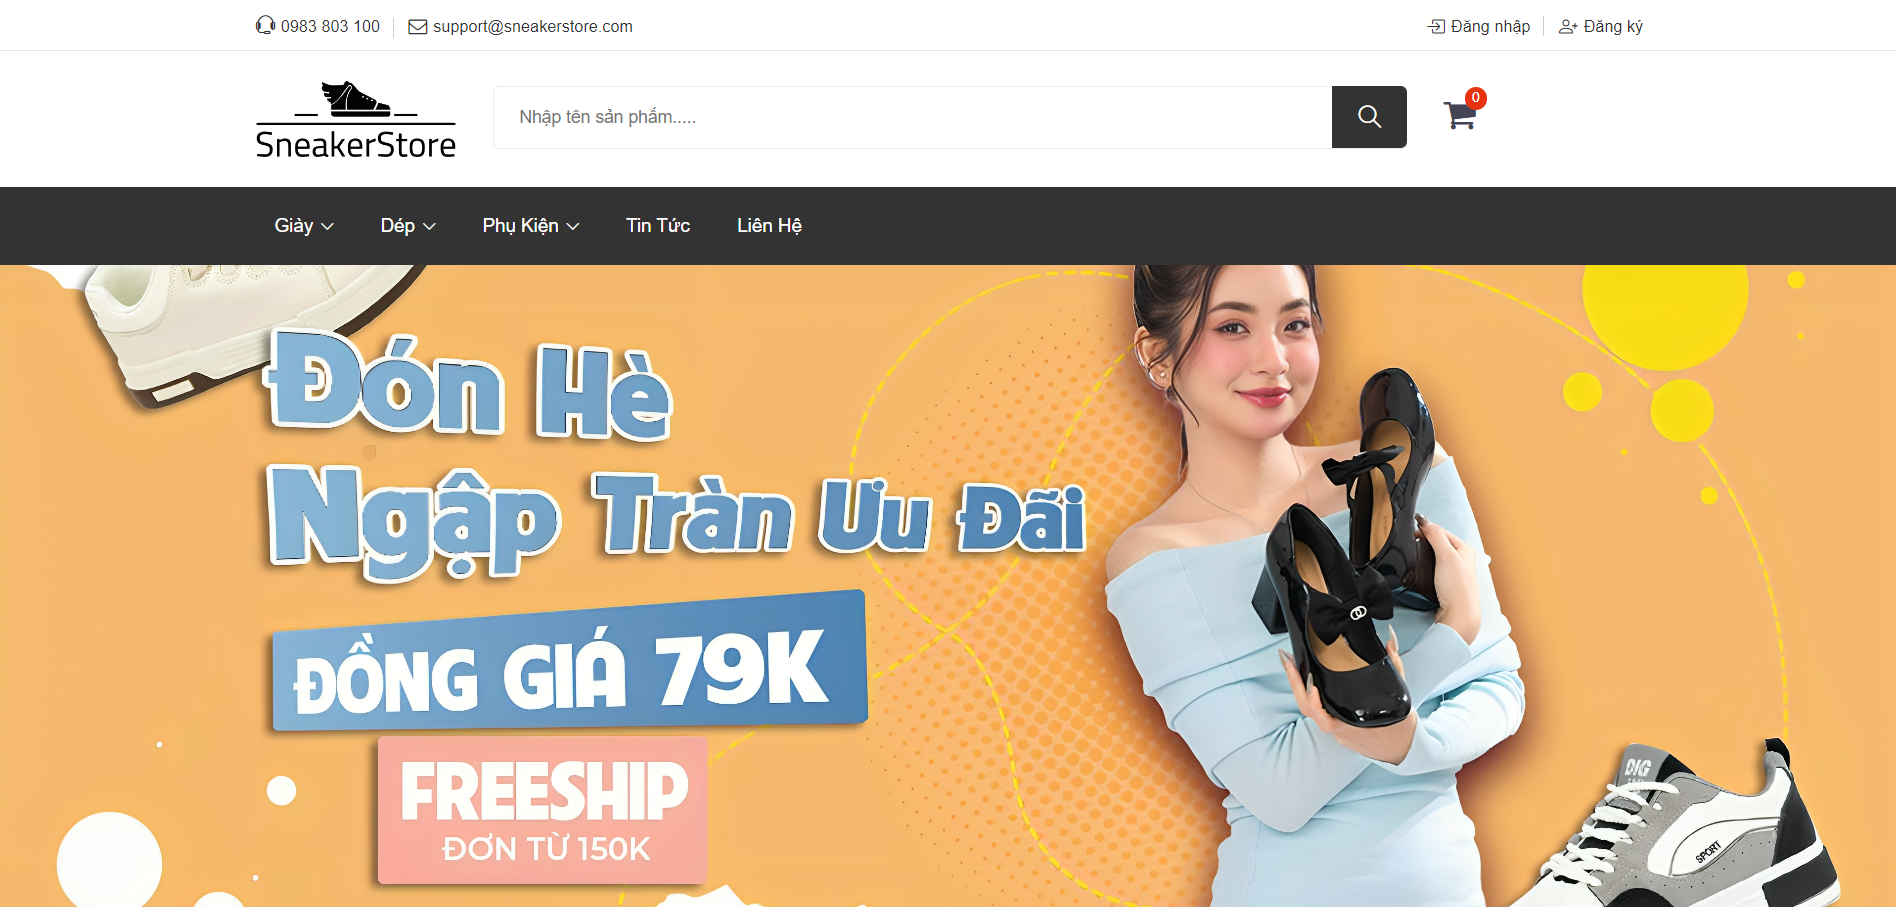 0983 803 100
support@sneakerstore.com
Đăng nhập
Đăng ký
SneakerStore
Nhập tên sản phẩm.....
0
Giày
Dép
Phụ Kiện
Tin Tức
Liên Hệ
Đón Hè
Ngập Tràn Ưu Đãi
ĐỒNG GIÁ 79K
FREESHIP
ĐƠN TỪ 150K
SPORT